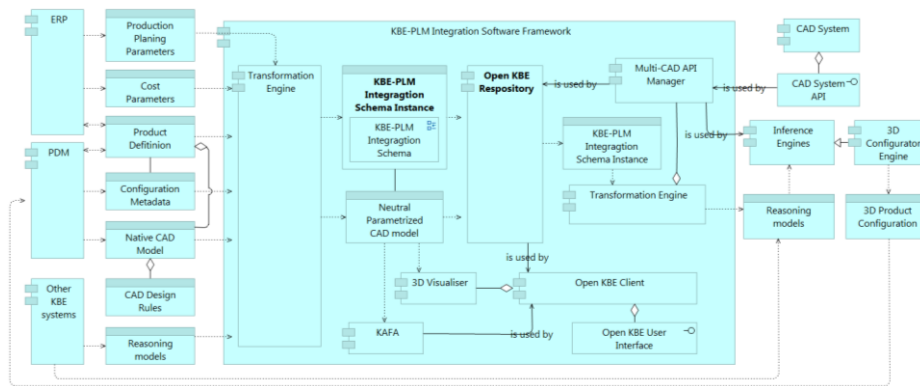 KBE-PLM Integration Software Framework
ERP
Production
Planing
Parameters
Cost
Parameters
Product
Defitinion
PDM
Configuration
Metadata
Native CAD
Model
CAD Design
Rules
Other
KBE
systems
Reasoning
models
Transformation
Engine
KBE-PLM
Integragtion
Schema Instance
KBE-PLM
Integragtion
Schema
Neutral
Parametrized
CAD model
Open KBE
Respository
Multi-CAD API
Manager
is used by
KBE-PLM
Integragtion
Schema Instance
Transformation Engine
3D Visualiser
is used by
Open KBE Client
KAFA
is used by
Open KBE User
Interface
CAD System
CAD System
API
is used by
is used by
Inference
Engines
3D
Configurator
Engine
Reasoning
models
3D Product
Configuration